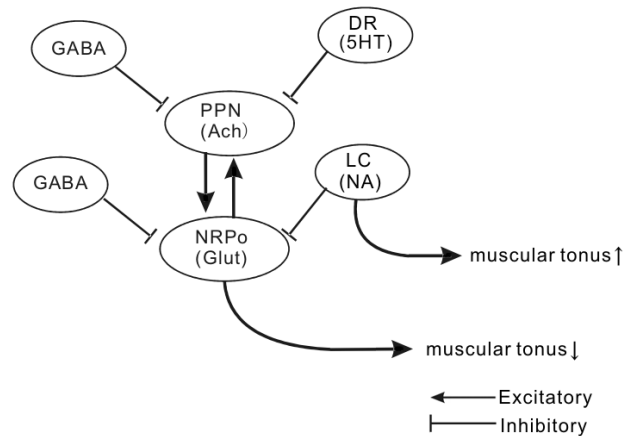 GABA
DR
(5HT)
PPN
(Ach)
GABA
LC
(NA)
NRPo
(Glut)
muscular tonus↑
muscular tonus↓
Excitatory
Inhibitory